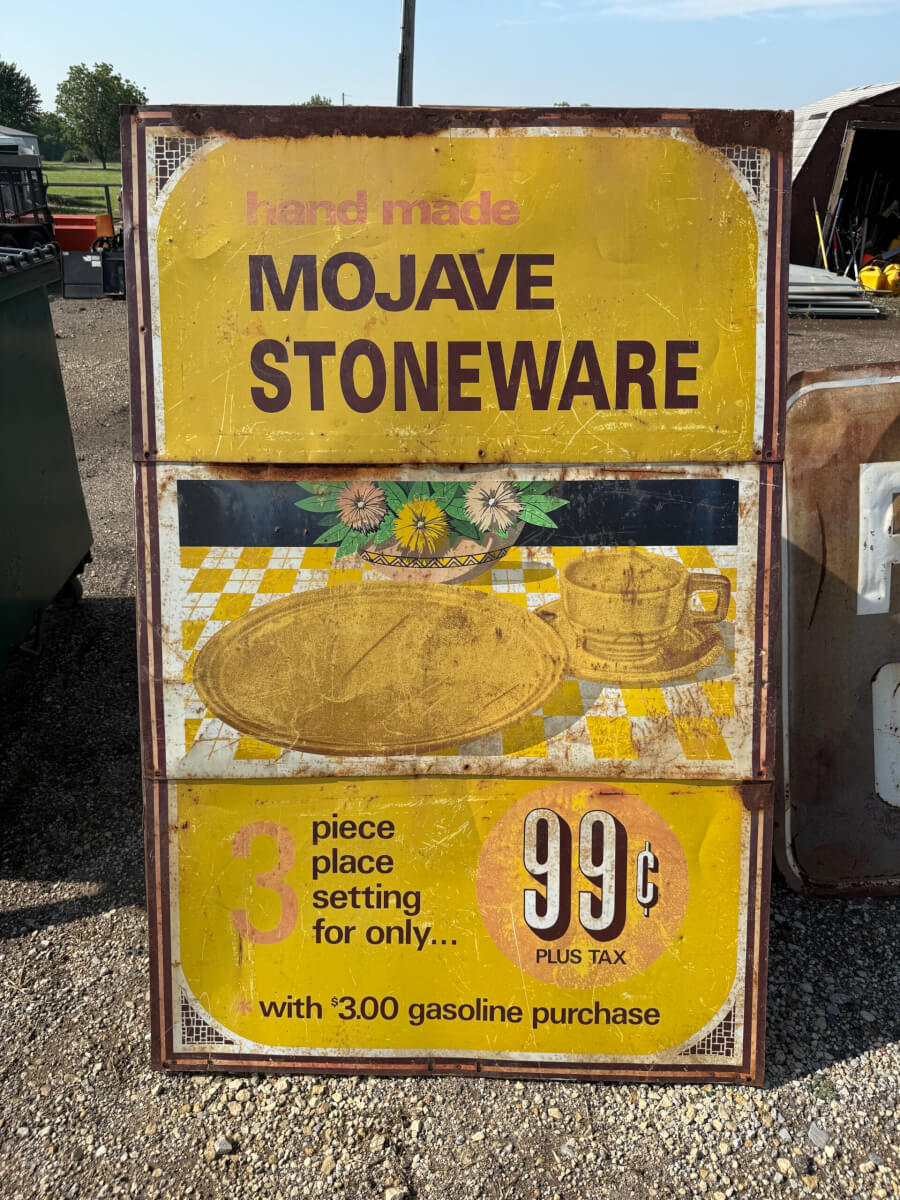 hand made
MOJAVE
STONEWARE
3 piece
place
setting
for only...
99¢
PLUS TAX
* with $3.00 gasoline purchase